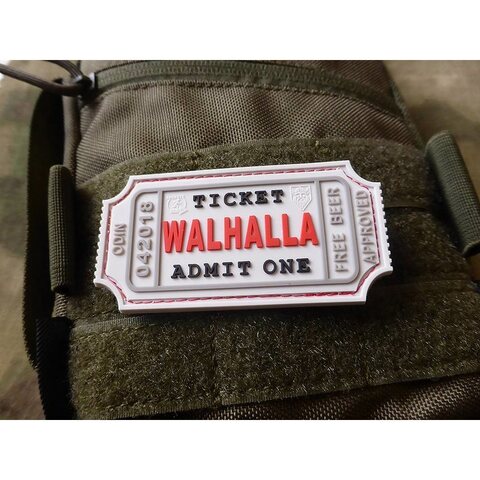 ODIN
042018
TICKET
WALHALLA
ADMIT ONE
FREE BEER
APPROVED